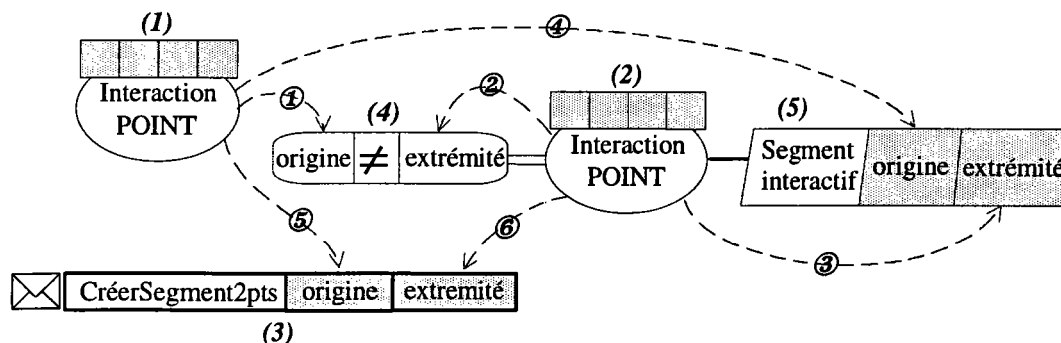 (1)
④
Interaction
POINT
①
(4)
②
(2)
(5)
origine ≠ extrémité
Interaction
POINT
Segment
interactif
origine
extrémité
⑤
⑥
③
CréerSegment2pts origine extremité
(3)